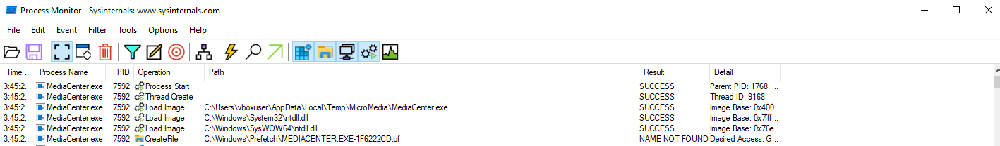 Process Monitor - Sysinternals: www.sysinternals.com
File Edit Event Filter Tools Options Help
Time ... Process Name PID Operation Path Result Detail
3:45:2... MediaCenter.exe 7592 Process Start SUCCESS Parent PID: 1768, ...
3:45:2... MediaCenter.exe 7592 Thread Create SUCCESS Thread ID: 9168
3:45:2... MediaCenter.exe 7592 Load Image C:\Users\vboxuser\AppData\Local\Temp\MicroMedia\MediaCenter.exe SUCCESS Image Base: 0x400...
3:45:2... MediaCenter.exe 7592 Load Image C:\Windows\System32\ntdll.dll SUCCESS Image Base: 0x7fff...
3:45:2... MediaCenter.exe 7592 Load Image C:\Windows\SysWOW64\ntdll.dll SUCCESS Image Base: 0x76e...
3:45:2... MediaCenter.exe 7592 CreateFile C:\Windows\Prefetch\MEDIACENTER.EXE-1F6222CD.pf NAME NOT FOUND Desired Access: G...